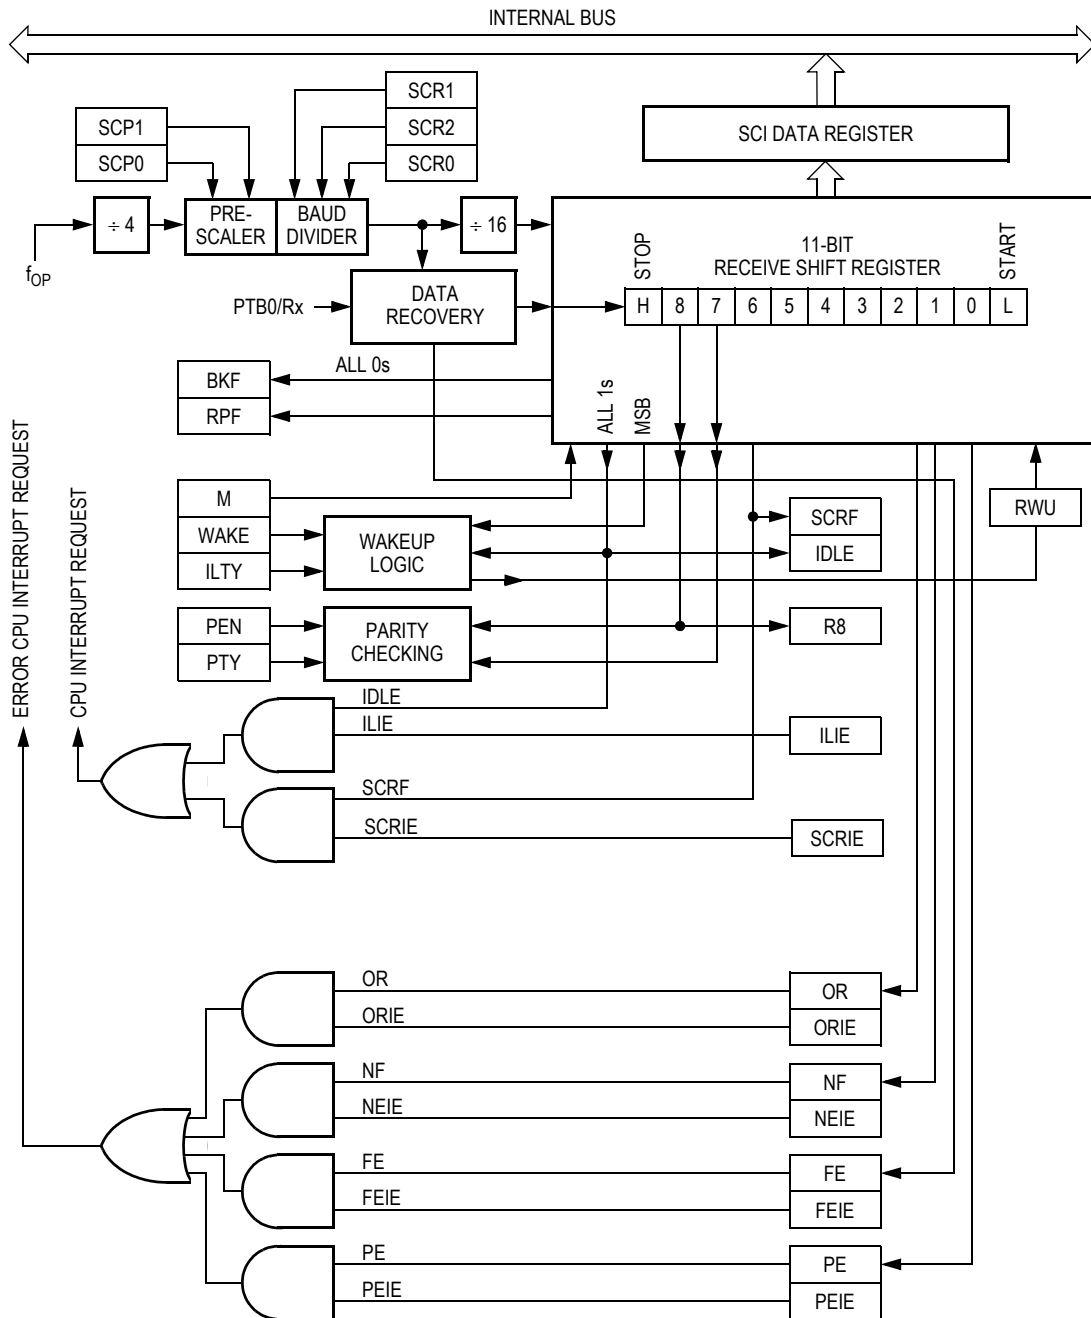 INTERNAL BUS
SCR1
SCR2
SCR0
SCP1
SCP0
SCI DATA REGISTER
÷ 4
PRE-
SCALER
BAUD
DIVIDER
÷ 16
fOP
STOP
11-BIT
RECEIVE SHIFT REGISTER
START
PTB0/Rx
DATA
RECOVERY
H 8 7 6 5 4 3 2 1 0 L
ALL 0s
BKF
RPF
ALL 1s
MSB
ERROR CPU INTERRUPT REQUEST
CPU INTERRUPT REQUEST
M
WAKE
ILTY
WAKEUP
LOGIC
SCRF
IDLE
RWU
PEN
PTY
PARITY
CHECKING
R8
IDLE
ILIE
ILIE
SCRF
SCRIE
SCRIE
OR
ORIE
OR
ORIE
NF
NEIE
NF
NEIE
FE
FEIE
FE
FEIE
PE
PEIE
PE
PEIE